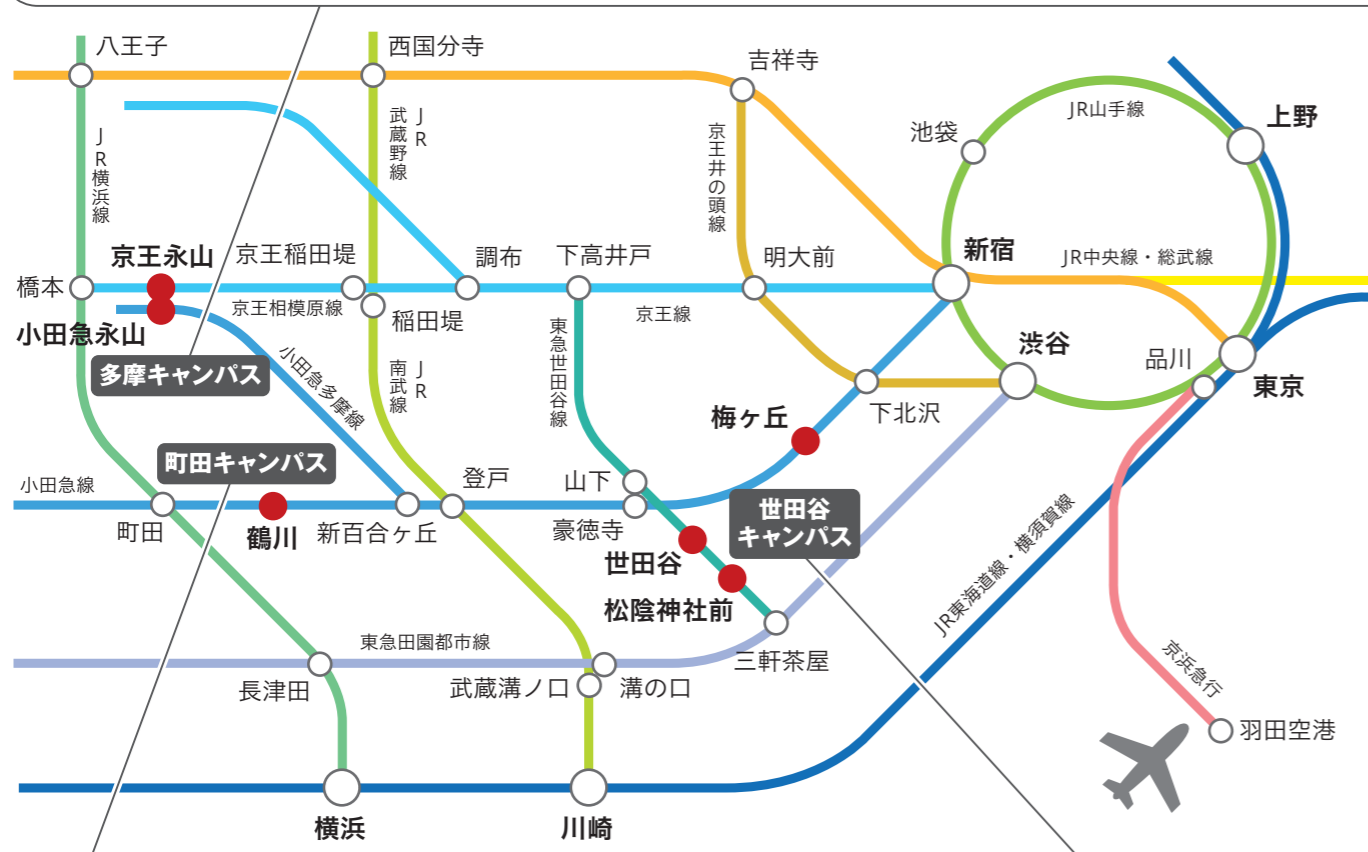 八王子
西国分寺
吉祥寺
JR山手線
上野
池袋
JR横浜線
JR
武蔵野線
京王井の頭線
京王永山
京王稲田堤
調布
下高井戸
明大前
新宿
JR中央線・総武線
橋本
京王相模原線
稲田堤
京王線
小田急永山
小田急多摩線
JR
南武線
東急世田谷線
渋谷
品川
東京
多摩キャンパス
下北沢
梅ヶ丘
町田キャンパス
小田急線
登戸
山下
町田
鶴川
新百合ヶ丘
豪徳寺
世田谷
キャンパス
世田谷
松陰神社前
JR東海道線・横須賀線
東急田園都市線
三軒茶屋
長津田
武蔵溝ノ口
溝の口
京浜急行
羽田空港
横浜
川崎